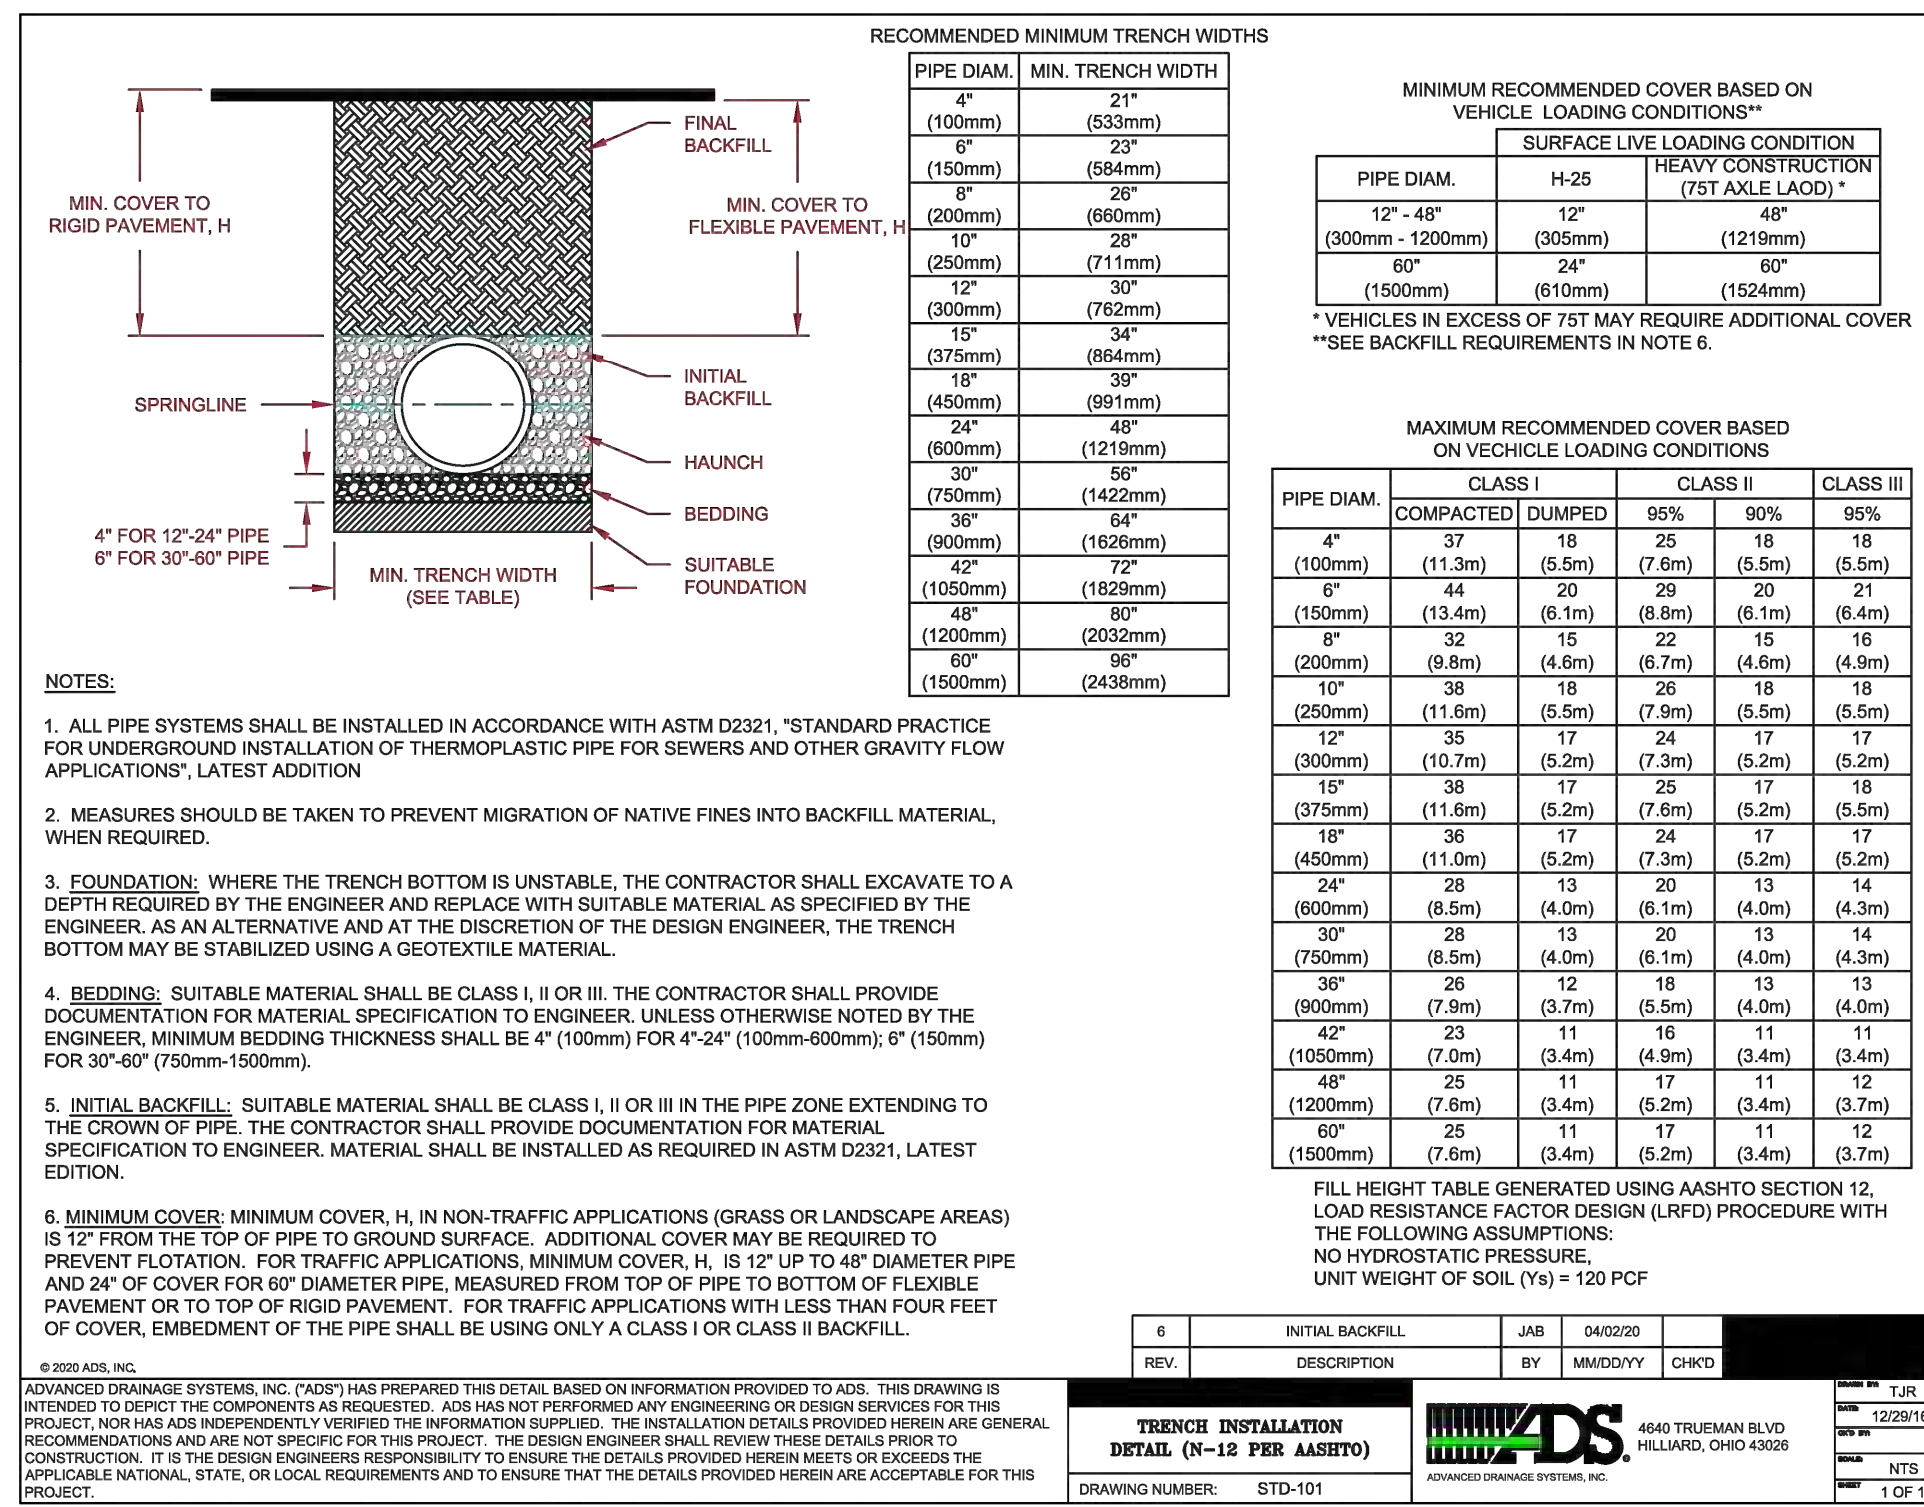 RECOMMENDED MINIMUM TRENCH WIDTHS
PIPE DIAM. MIN. TRENCH WIDTH
4" 21"
(100mm) (533mm)
6" 23"
(150mm) (584mm)
8" 26"
(200mm) (660mm)
10" 28"
(250mm) (711mm)
12" 30"
(300mm) (762mm)
15" 34"
(375mm) (864mm)
18" 39"
(450mm) (991mm)
24" 48"
(600mm) (1219mm)
30" 56"
(750mm) (1422mm)
36" 64"
(900mm) (1626mm)
42" 72"
(1050mm) (1829mm)
48" 80"
(1200mm) (2032mm)
60" 96"
(1500mm) (2438mm)
FINAL
BACKFILL
MIN. COVER TO
RIGID PAVEMENT, H
MIN. COVER TO
FLEXIBLE PAVEMENT, H
INITIAL
BACKFILL
SPRINGLINE
HAUNCH
BEDDING
4" FOR 12"-24" PIPE
6" FOR 30"-60" PIPE
SUITABLE
FOUNDATION
MIN. TRENCH WIDTH
(SEE TABLE)
MINIMUM RECOMMENDED COVER BASED ON
VEHICLE LOADING CONDITIONS**
SURFACE LIVE LOADING CONDITION
PIPE DIAM. H-25 HEAVY CONSTRUCTION
(75T AXLE LAOD) *
12" - 48" 12" 48"
(300mm - 1200mm) (305mm) (1219mm)
60" 24" 60"
(1500mm) (610mm) (1524mm)
* VEHICLES IN EXCESS OF 75T MAY REQUIRE ADDITIONAL COVER
**SEE BACKFILL REQUIREMENTS IN NOTE 6.
MAXIMUM RECOMMENDED COVER BASED
ON VECHICLE LOADING CONDITIONS
PIPE DIAM. CLASS I CLASS II CLASS III
COMPACTED DUMPED 95% 90% 95%
4" 37 18 25 18 18
(100mm) (11.3m) (5.5m) (7.6m) (5.5m) (5.5m)
6" 44 20 29 20 21
(150mm) (13.4m) (6.1m) (8.8m) (6.1m) (6.4m)
8" 32 15 22 15 16
(200mm) (9.8m) (4.6m) (6.7m) (4.6m) (4.9m)
10" 38 18 26 18 18
(250mm) (11.6m) (5.5m) (7.9m) (5.5m) (5.5m)
12" 35 17 24 17 17
(300mm) (10.7m) (5.2m) (7.3m) (5.2m) (5.2m)
15" 38 17 25 17 18
(375mm) (11.6m) (5.2m) (7.6m) (5.2m) (5.5m)
18" 36 17 24 17 17
(450mm) (11.0m) (5.2m) (7.3m) (5.2m) (5.2m)
24" 28 13 20 13 14
(600mm) (8.5m) (4.0m) (6.1m) (4.0m) (4.3m)
30" 28 13 20 13 14
(750mm) (8.5m) (4.0m) (6.1m) (4.0m) (4.3m)
36" 26 12 18 13 13
(900mm) (7.9m) (3.7m) (5.5m) (4.0m) (4.0m)
42" 23 11 16 11 11
(1050mm) (7.0m) (3.4m) (4.9m) (3.4m) (3.4m)
48" 25 11 17 11 12
(1200mm) (7.6m) (3.4m) (5.2m) (3.4m) (3.7m)
60" 25 11 17 11 12
(1500mm) (7.6m) (3.4m) (5.2m) (3.4m) (3.7m)
FILL HEIGHT TABLE GENERATED USING AASHTO SECTION 12,
LOAD RESISTANCE FACTOR DESIGN (LRFD) PROCEDURE WITH
THE FOLLOWING ASSUMPTIONS:
NO HYDROSTATIC PRESSURE,
UNIT WEIGHT OF SOIL (Ys) = 120 PCF
NOTES:
1. ALL PIPE SYSTEMS SHALL BE INSTALLED IN ACCORDANCE WITH ASTM D2321, "STANDARD PRACTICE
FOR UNDERGROUND INSTALLATION OF THERMOPLASTIC PIPE FOR SEWERS AND OTHER GRAVITY FLOW
APPLICATIONS", LATEST ADDITION
2. MEASURES SHOULD BE TAKEN TO PREVENT MIGRATION OF NATIVE FINES INTO BACKFILL MATERIAL,
WHEN REQUIRED.
3. FOUNDATION: WHERE THE TRENCH BOTTOM IS UNSTABLE, THE CONTRACTOR SHALL EXCAVATE TO A
DEPTH REQUIRED BY THE ENGINEER AND REPLACE WITH SUITABLE MATERIAL AS SPECIFIED BY THE
ENGINEER. AS AN ALTERNATIVE AND AT THE DISCRETION OF THE DESIGN ENGINEER, THE TRENCH
BOTTOM MAY BE STABILIZED USING A GEOTEXTILE MATERIAL.
4. BEDDING: SUITABLE MATERIAL SHALL BE CLASS I, II OR III. THE CONTRACTOR SHALL PROVIDE
DOCUMENTATION FOR MATERIAL SPECIFICATION TO ENGINEER. UNLESS OTHERWISE NOTED BY THE
ENGINEER, MINIMUM BEDDING THICKNESS SHALL BE 4" (100mm) FOR 4"-24" (100mm-600mm); 6" (150mm)
FOR 30"-60" (750mm-1500mm).
5. INITIAL BACKFILL: SUITABLE MATERIAL SHALL BE CLASS I, II OR III IN THE PIPE ZONE EXTENDING TO
THE CROWN OF PIPE. THE CONTRACTOR SHALL PROVIDE DOCUMENTATION FOR MATERIAL
SPECIFICATION TO ENGINEER. MATERIAL SHALL BE INSTALLED AS REQUIRED IN ASTM D2321, LATEST
EDITION.
6. MINIMUM COVER: MINIMUM COVER, H, IN NON-TRAFFIC APPLICATIONS (GRASS OR LANDSCAPE AREAS)
IS 12" FROM THE TOP OF PIPE TO GROUND SURFACE. ADDITIONAL COVER MAY BE REQUIRED TO
PREVENT FLOTATION. FOR TRAFFIC APPLICATIONS, MINIMUM COVER, H, IS 12" UP TO 48" DIAMETER PIPE
AND 24" OF COVER FOR 60" DIAMETER PIPE, MEASURED FROM TOP OF PIPE TO BOTTOM OF FLEXIBLE
PAVEMENT OR TO TOP OF RIGID PAVEMENT. FOR TRAFFIC APPLICATIONS WITH LESS THAN FOUR FEET
OF COVER, EMBEDMENT OF THE PIPE SHALL BE USING ONLY A CLASS I OR CLASS II BACKFILL.
© 2020 ADS, INC.
6 INITIAL BACKFILL JAB 04/02/20
REV. DESCRIPTION BY MM/DD/YY CHK'D
ADVANCED DRAINAGE SYSTEMS, INC. ("ADS") HAS PREPARED THIS DETAIL BASED ON INFORMATION PROVIDED TO ADS. THIS DRAWING IS
INTENDED TO DEPICT THE COMPONENTS AS REQUESTED. ADS HAS NOT PERFORMED ANY ENGINEERING OR DESIGN SERVICES FOR THIS
PROJECT, NOR HAS ADS INDEPENDENTLY VERIFIED THE INFORMATION SUPPLIED. THE INSTALLATION DETAILS PROVIDED HEREIN ARE GENERAL
RECOMMENDATIONS AND ARE NOT SPECIFIC FOR THIS PROJECT. THE DESIGN ENGINEER SHALL REVIEW THESE DETAILS PRIOR TO
CONSTRUCTION. IT IS THE DESIGN ENGINEERS RESPONSIBILITY TO ENSURE THE DETAILS PROVIDED HEREIN MEETS OR EXCEEDS THE
APPLICABLE NATIONAL, STATE, OR LOCAL REQUIREMENTS AND TO ENSURE THAT THE DETAILS PROVIDED HEREIN ARE ACCEPTABLE FOR THIS
PROJECT.
TRENCH INSTALLATION
DETAIL (N-12 PER AASHTO)
DRAWING NUMBER: STD-101
ADS
ADVANCED DRAINAGE SYSTEMS, INC.
4640 TRUEMAN BLVD
HILLIARD, OHIO 43026
DRAWN BY: TJR
DATE: 12/29/16
CK'D BY:
SCALE: NTS
SHEET 1 OF 1